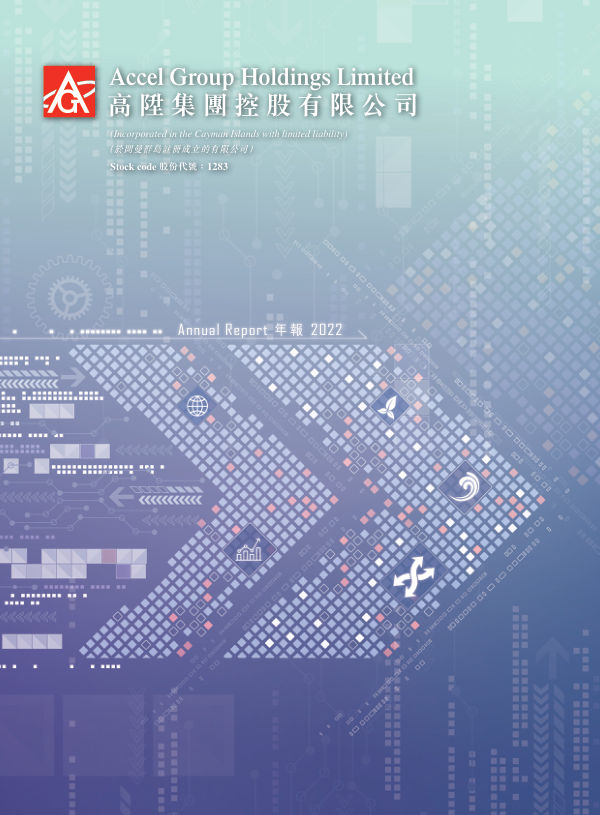 AGA
Accel Group Holdings Limited
高陞集團控股有限公司
(Incorporated in the Cayman Islands with limited liability)
(於開曼群島註冊成立的有限公司)
Stock code 股份代號：1283
Annual Report 年報 2022